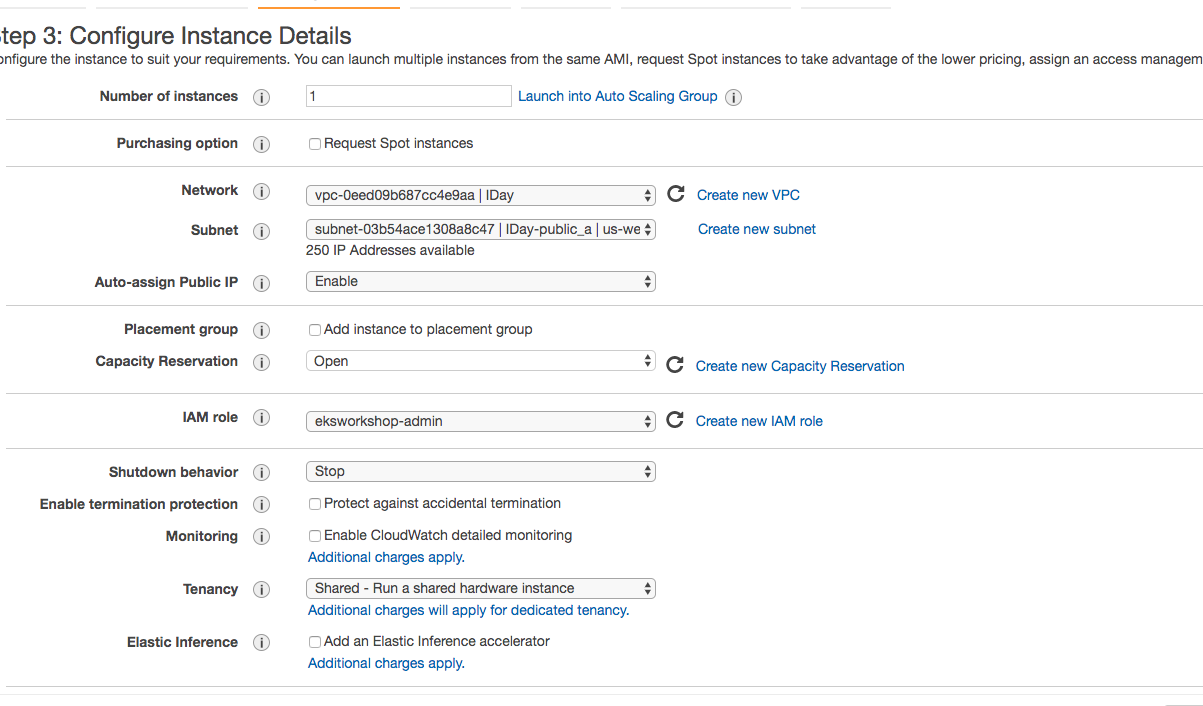 tep 3: Configure Instance Details
onfigure the instance to suit your requirements. You can launch multiple instances from the same AMI, request Spot instances to take advantage of the lower pricing, assign an access managem
Number of instances i 1 Launch into Auto Scaling Group i
Purchasing option i Request Spot instances
Network i vpc-0eed09b687cc4e9aa | IDay Create new VPC
Subnet i subnet-03b54ace1308a8c47 | IDay-public_a | us-we Create new subnet
250 IP Addresses available
Auto-assign Public IP i Enable
Placement group i Add instance to placement group
Capacity Reservation i Open Create new Capacity Reservation
IAM role i eksworkshop-admin Create new IAM role
Shutdown behavior i Stop
Enable termination protection i Protect against accidental termination
Monitoring i Enable CloudWatch detailed monitoring
Additional charges apply.
Tenancy i Shared - Run a shared hardware instance
Additional charges will apply for dedicated tenancy.
Elastic Inference i Add an Elastic Inference accelerator
Additional charges apply.